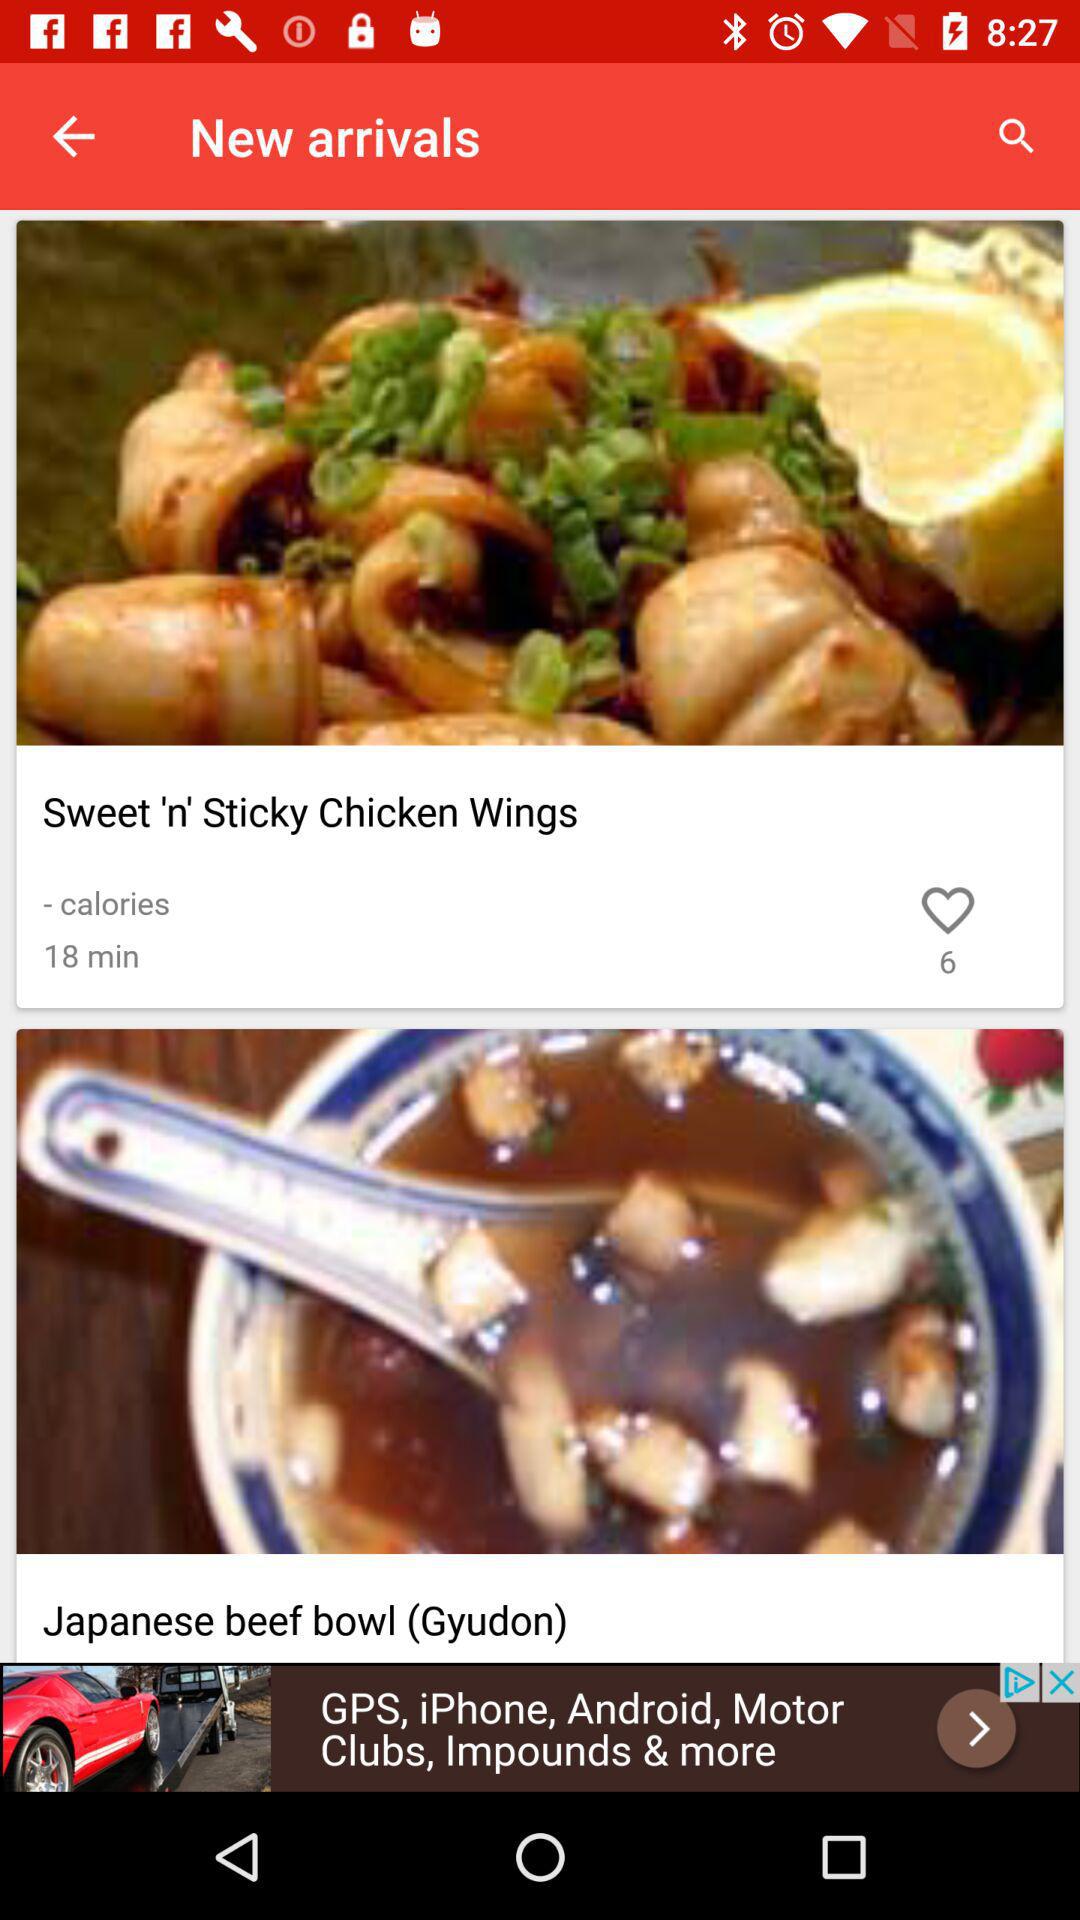 8:27
New arrivals
Sweet 'n' Sticky Chicken Wings
- calories
18 min
6
Japanese beef bowl (Gyudon)
GPS, iPhone, Android, Motor
Clubs, Impounds & more